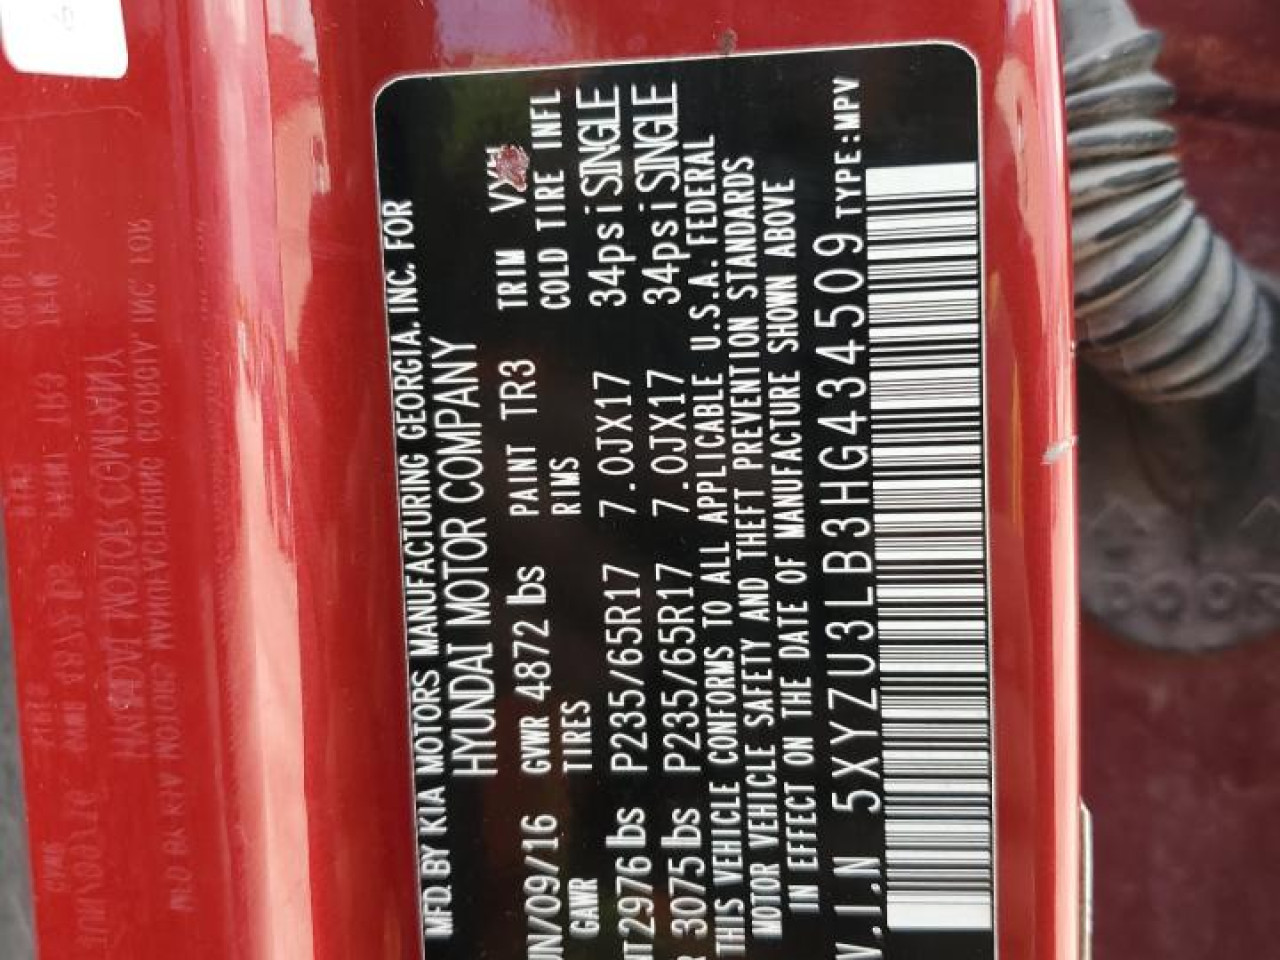 MFD. BY KIA MOTORS MANUFACTURING GEORGIA, INC. FOR
HYUNDAI MOTOR COMPANY
UN/09/16 GVWR 4872 lbs PAINT TR3 TRIM
GAWR TIRES RIMS COLD TIRE INFL
NT 2976 lbs P235/65R17 7.0JX17 34psi SINGLE
R 3075 lbs P235/65R17 7.0JX17 34psi SINGLE
THIS VEHICLE CONFORMS TO ALL APPLICABLE U.S.A. FEDERAL
MOTOR VEHICLE SAFETY AND THEFT PREVENTION STANDARDS
IN EFFECT ON THE DATE OF MANUFACTURE SHOWN ABOVE
V.I.N 5XYZU3LB3HG434509 TYPE:MPV